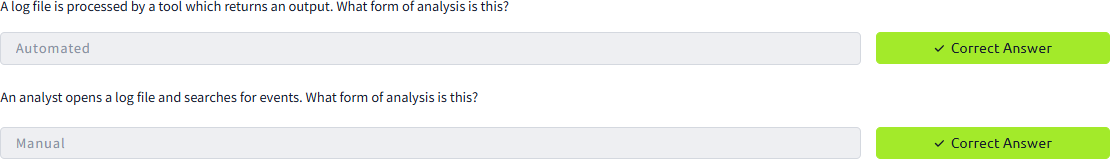 A log file is processed by a tool which returns an output. What form of analysis is this?
Automated
✓ Correct Answer
An analyst opens a log file and searches for events. What form of analysis is this?
Manual
✓ Correct Answer